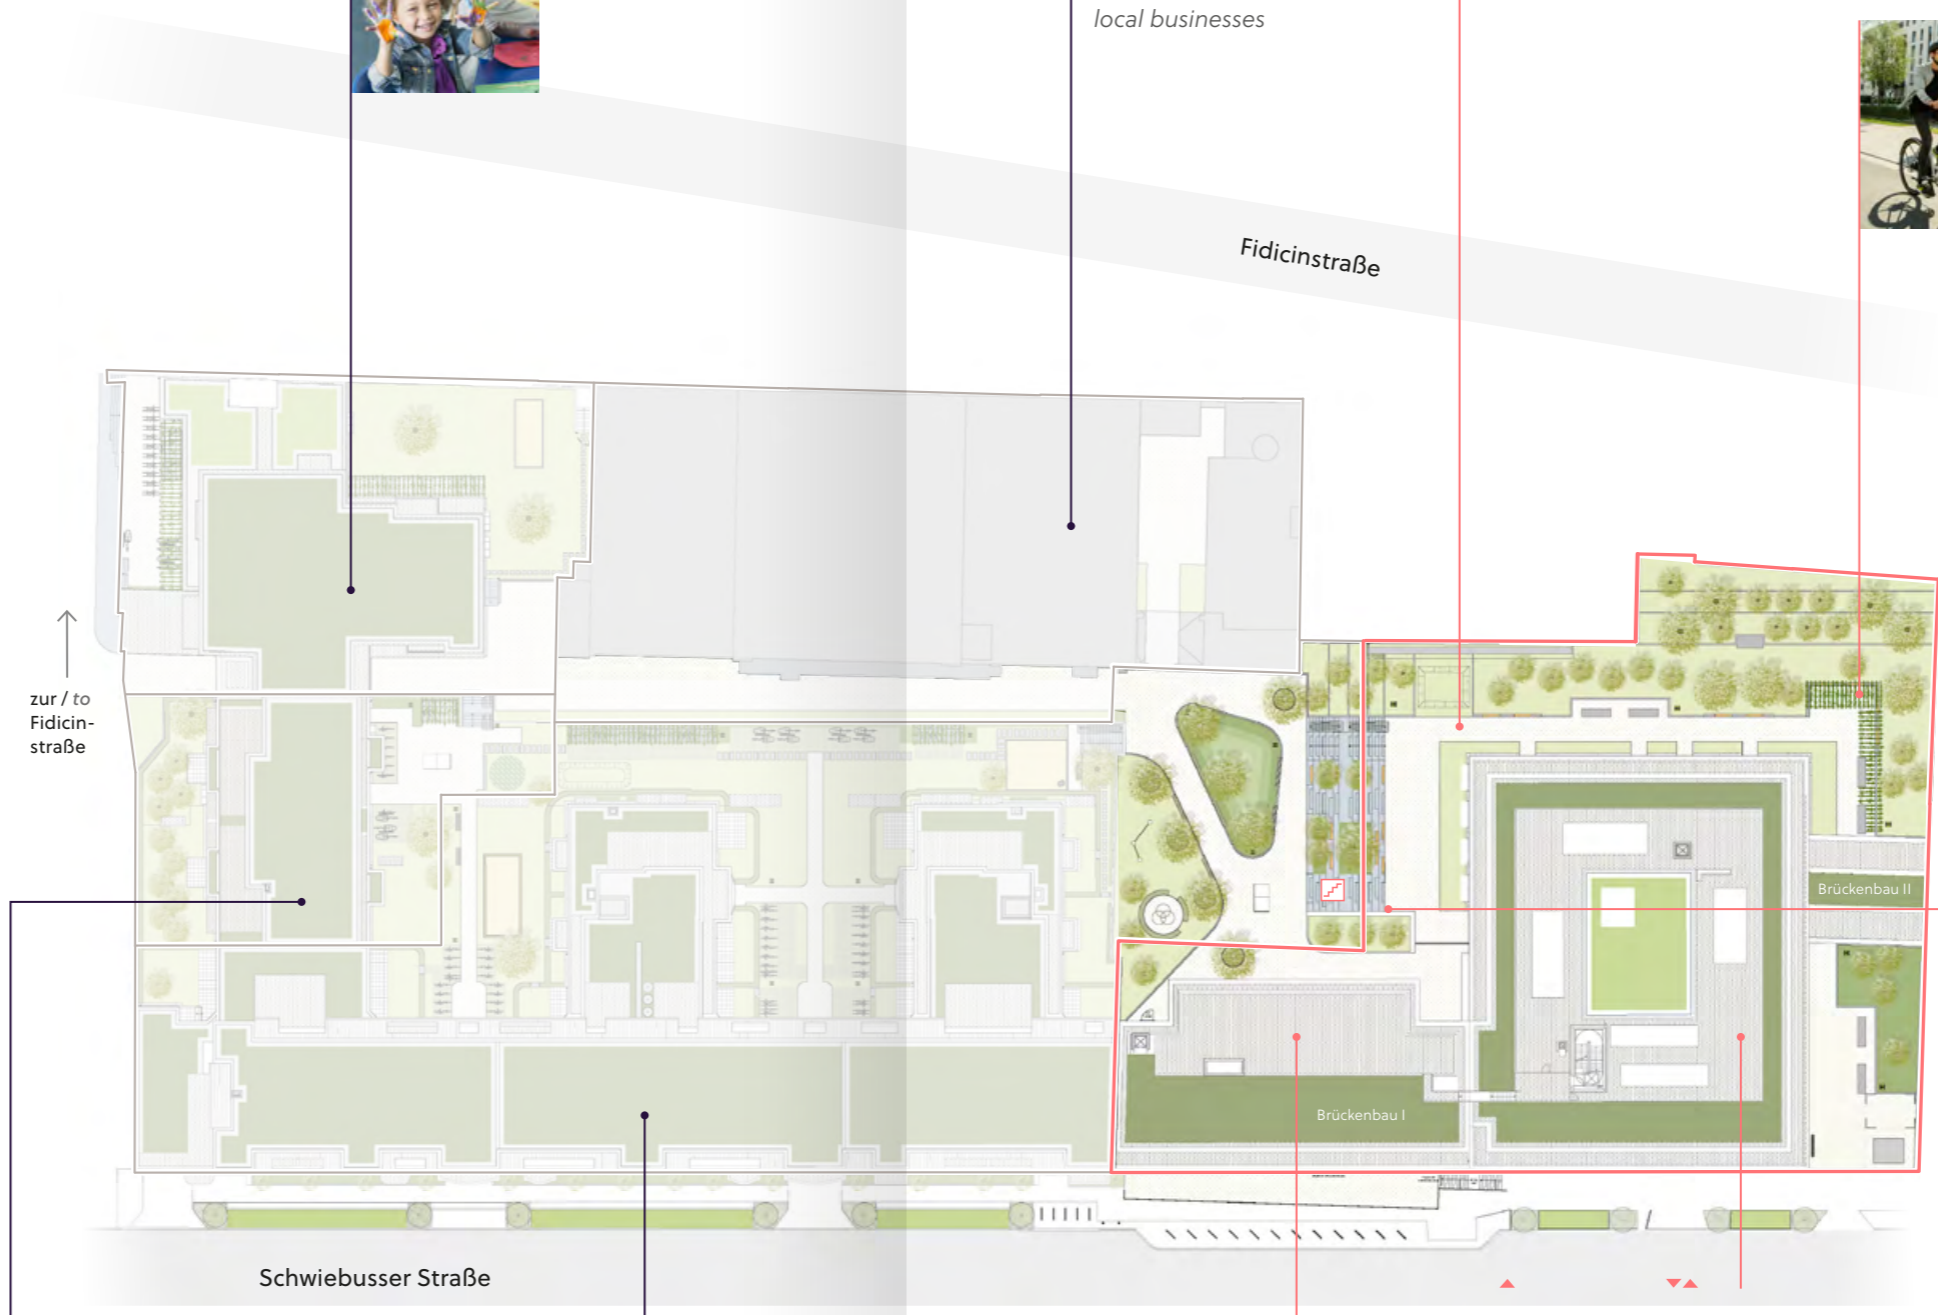 local businesses
Fidicinstraße
zur / to
Fidicin-
straße
Brückenbau II
Brückenbau I
Schwiebusser Straße